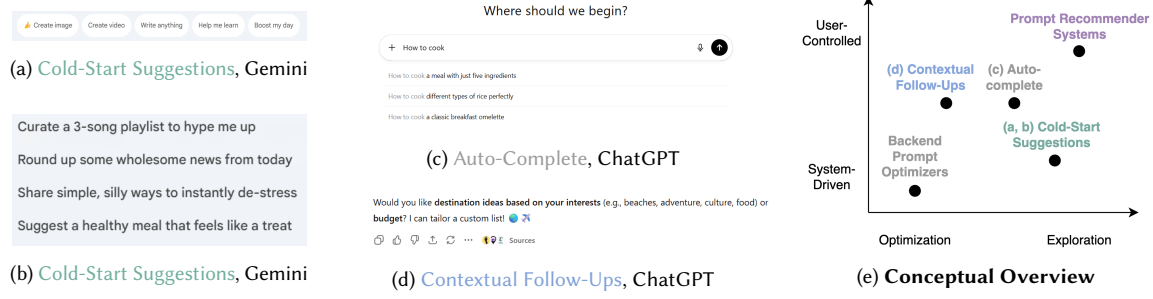 Create image Create video Write anything Help me learn Boost my day
(a) Cold-Start Suggestions, Gemini
Curate a 3-song playlist to hype me up
Round up some wholesome news from today
Share simple, silly ways to instantly de-stress
Suggest a healthy meal that feels like a treat
(b) Cold-Start Suggestions, Gemini
Where should we begin?
How to cook
How to cook a meal with just five ingredients
How to cook different types of rice perfectly
How to cook a classic breakfast omelette
(c) Auto-Complete, ChatGPT
Would you like destination ideas based on your interests (e.g., beaches, adventure, culture, food) or
budget? I can tailor a custom list! 🌍 ✈️
Sources
(d) Contextual Follow-Ups, ChatGPT
User-
Controlled
System-
Driven
Prompt Recommender
Systems
(d) Contextual
Follow-Ups
(c) Auto-
complete
(a, b) Cold-Start
Suggestions
Backend
Prompt
Optimizers
Optimization
Exploration
(e) Conceptual Overview